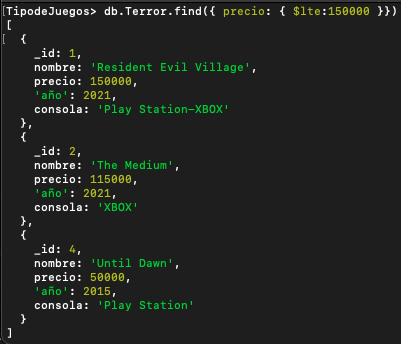 [TipodeJuegos> db.Terror.find({ precio: { $lte:150000 }})
[
[  {
    _id: 1,
    nombre: 'Resident Evil Village',
    precio: 150000,
    'año': 2021,
    consola: 'Play Station-XBOX'
  },
  {
    _id: 2,
    nombre: 'The Medium',
    precio: 115000,
    'año': 2021,
    consola: 'XBOX'
  },
  {
    _id: 4,
    nombre: 'Until Dawn',
    precio: 50000,
    'año': 2015,
    consola: 'Play Station'
  }
]